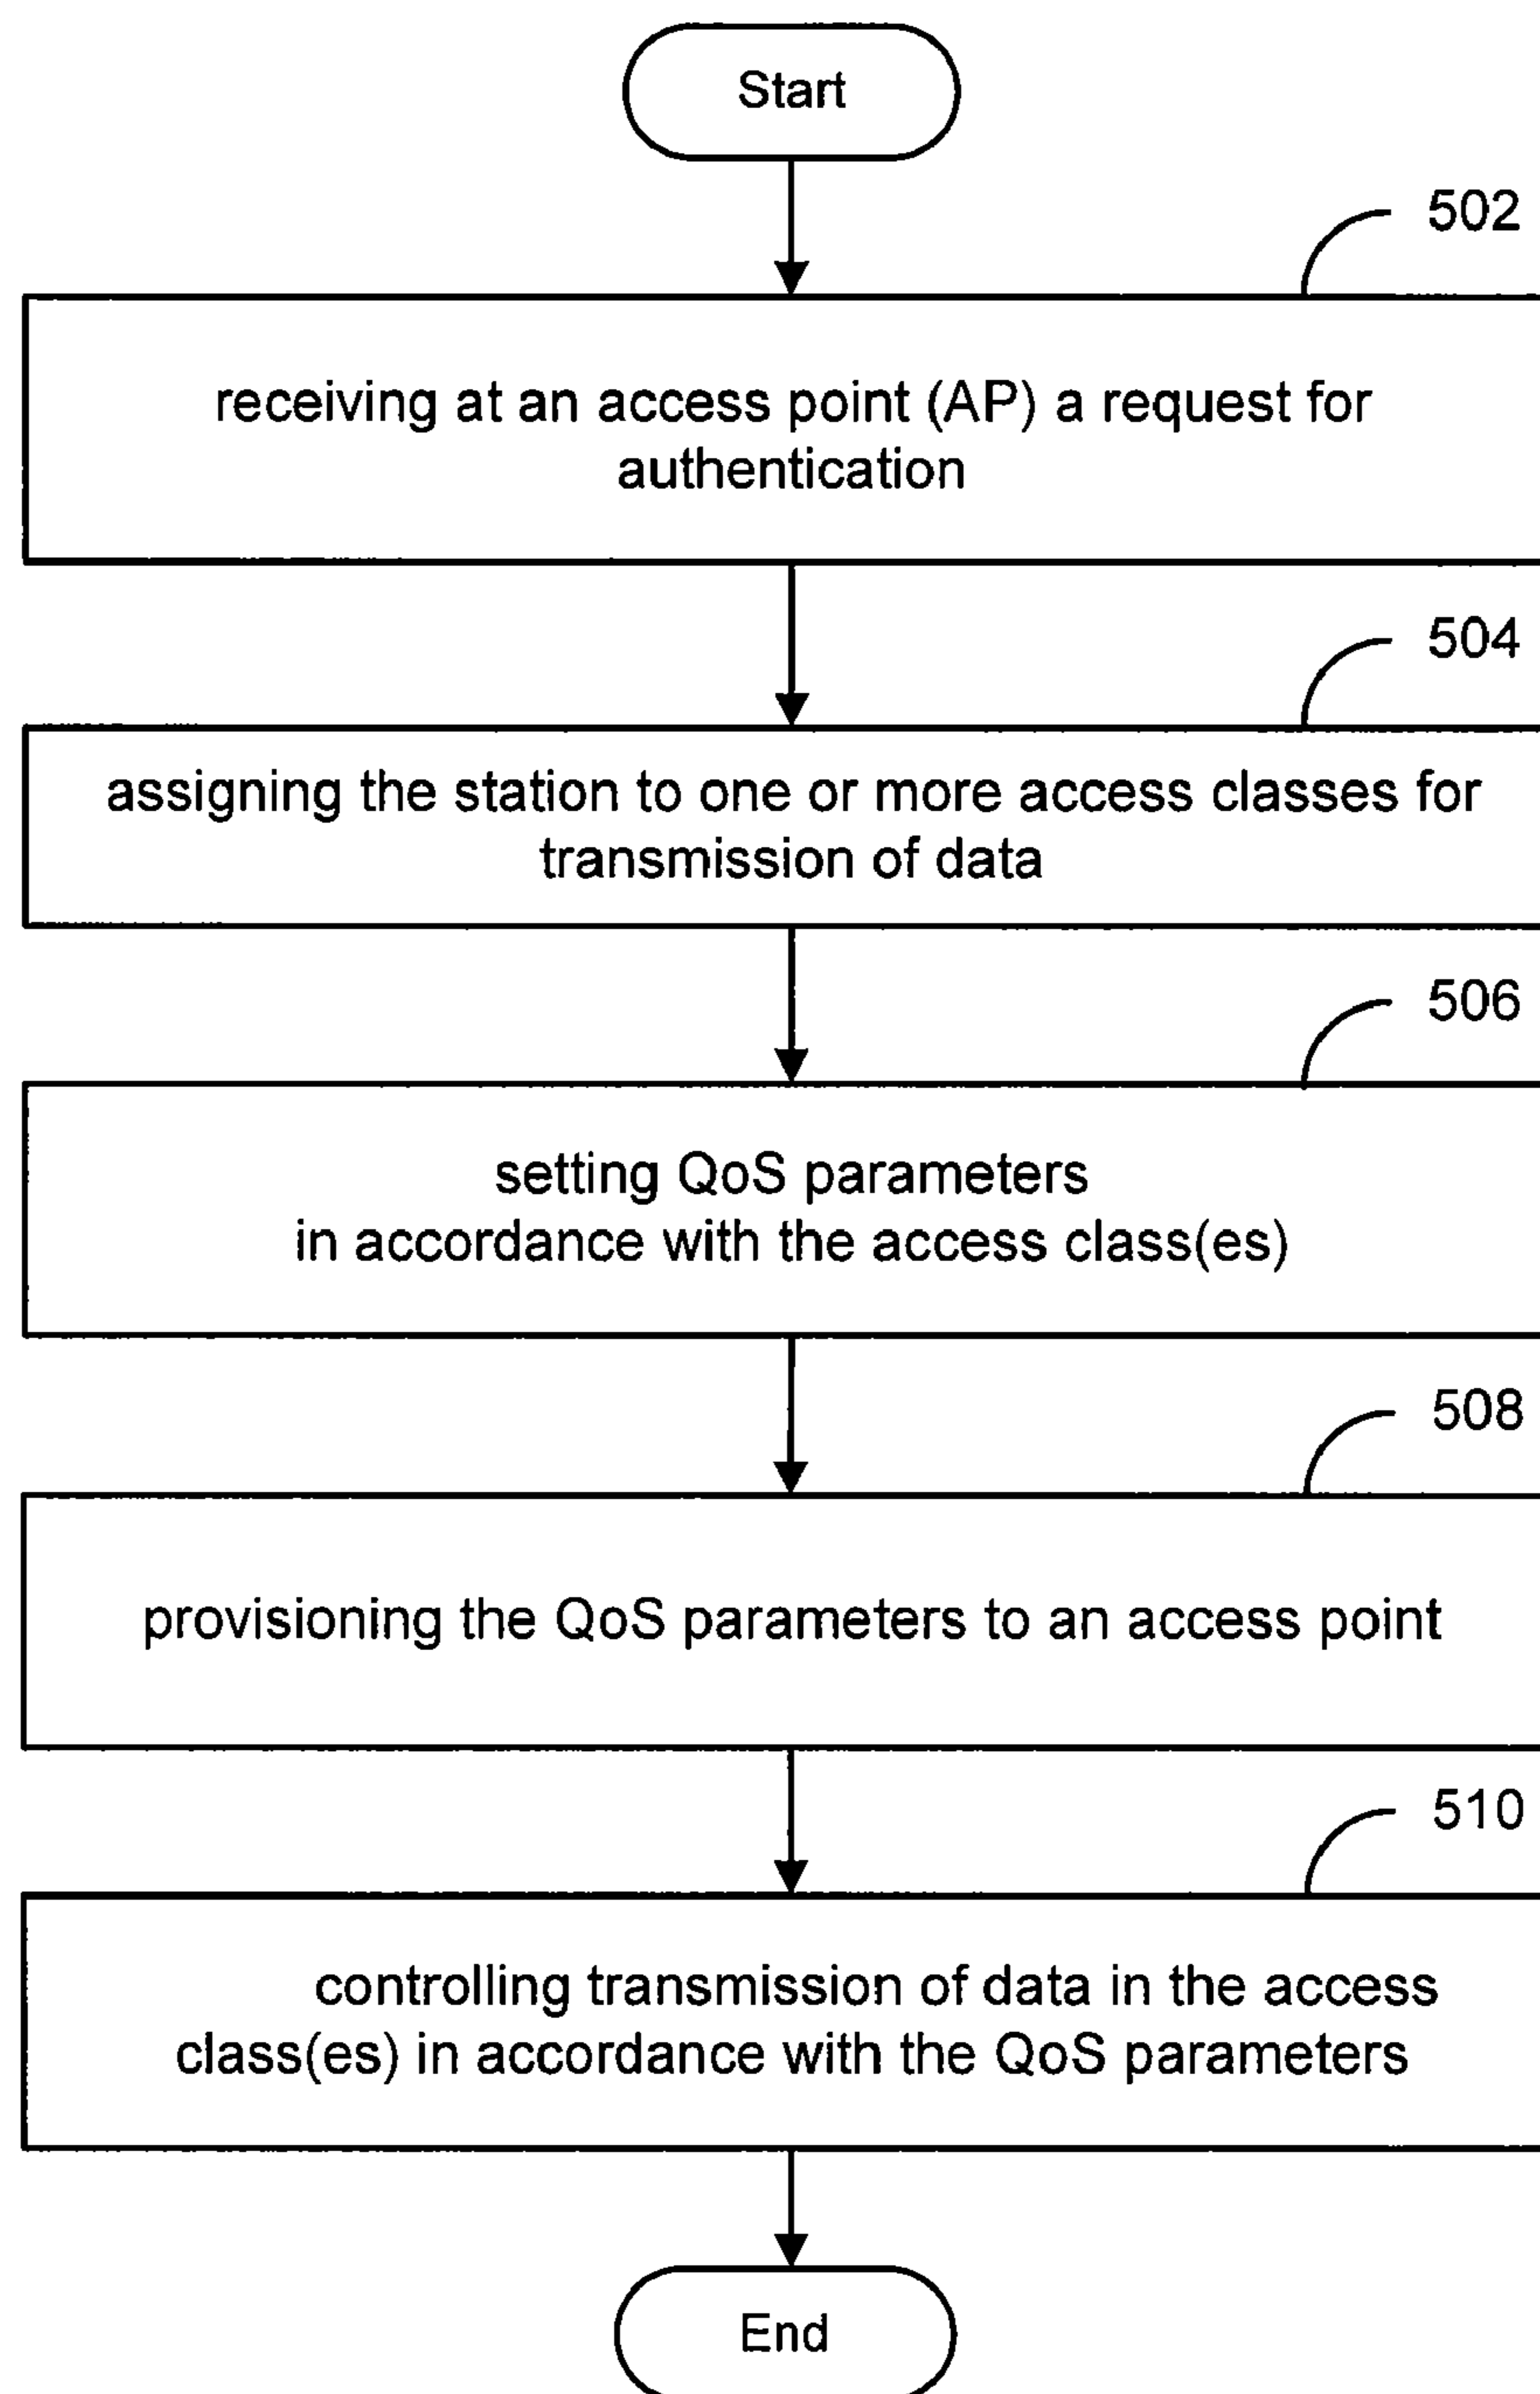 Start
502
receiving at an access point (AP) a request for
authentication
504
assigning the station to one or more access classes for
transmission of data
506
setting QoS parameters
in accordance with the access class(es)
508
provisioning the QoS parameters to an access point
510
controlling transmission of data in the access
class(es) in accordance with the QoS parameters
End